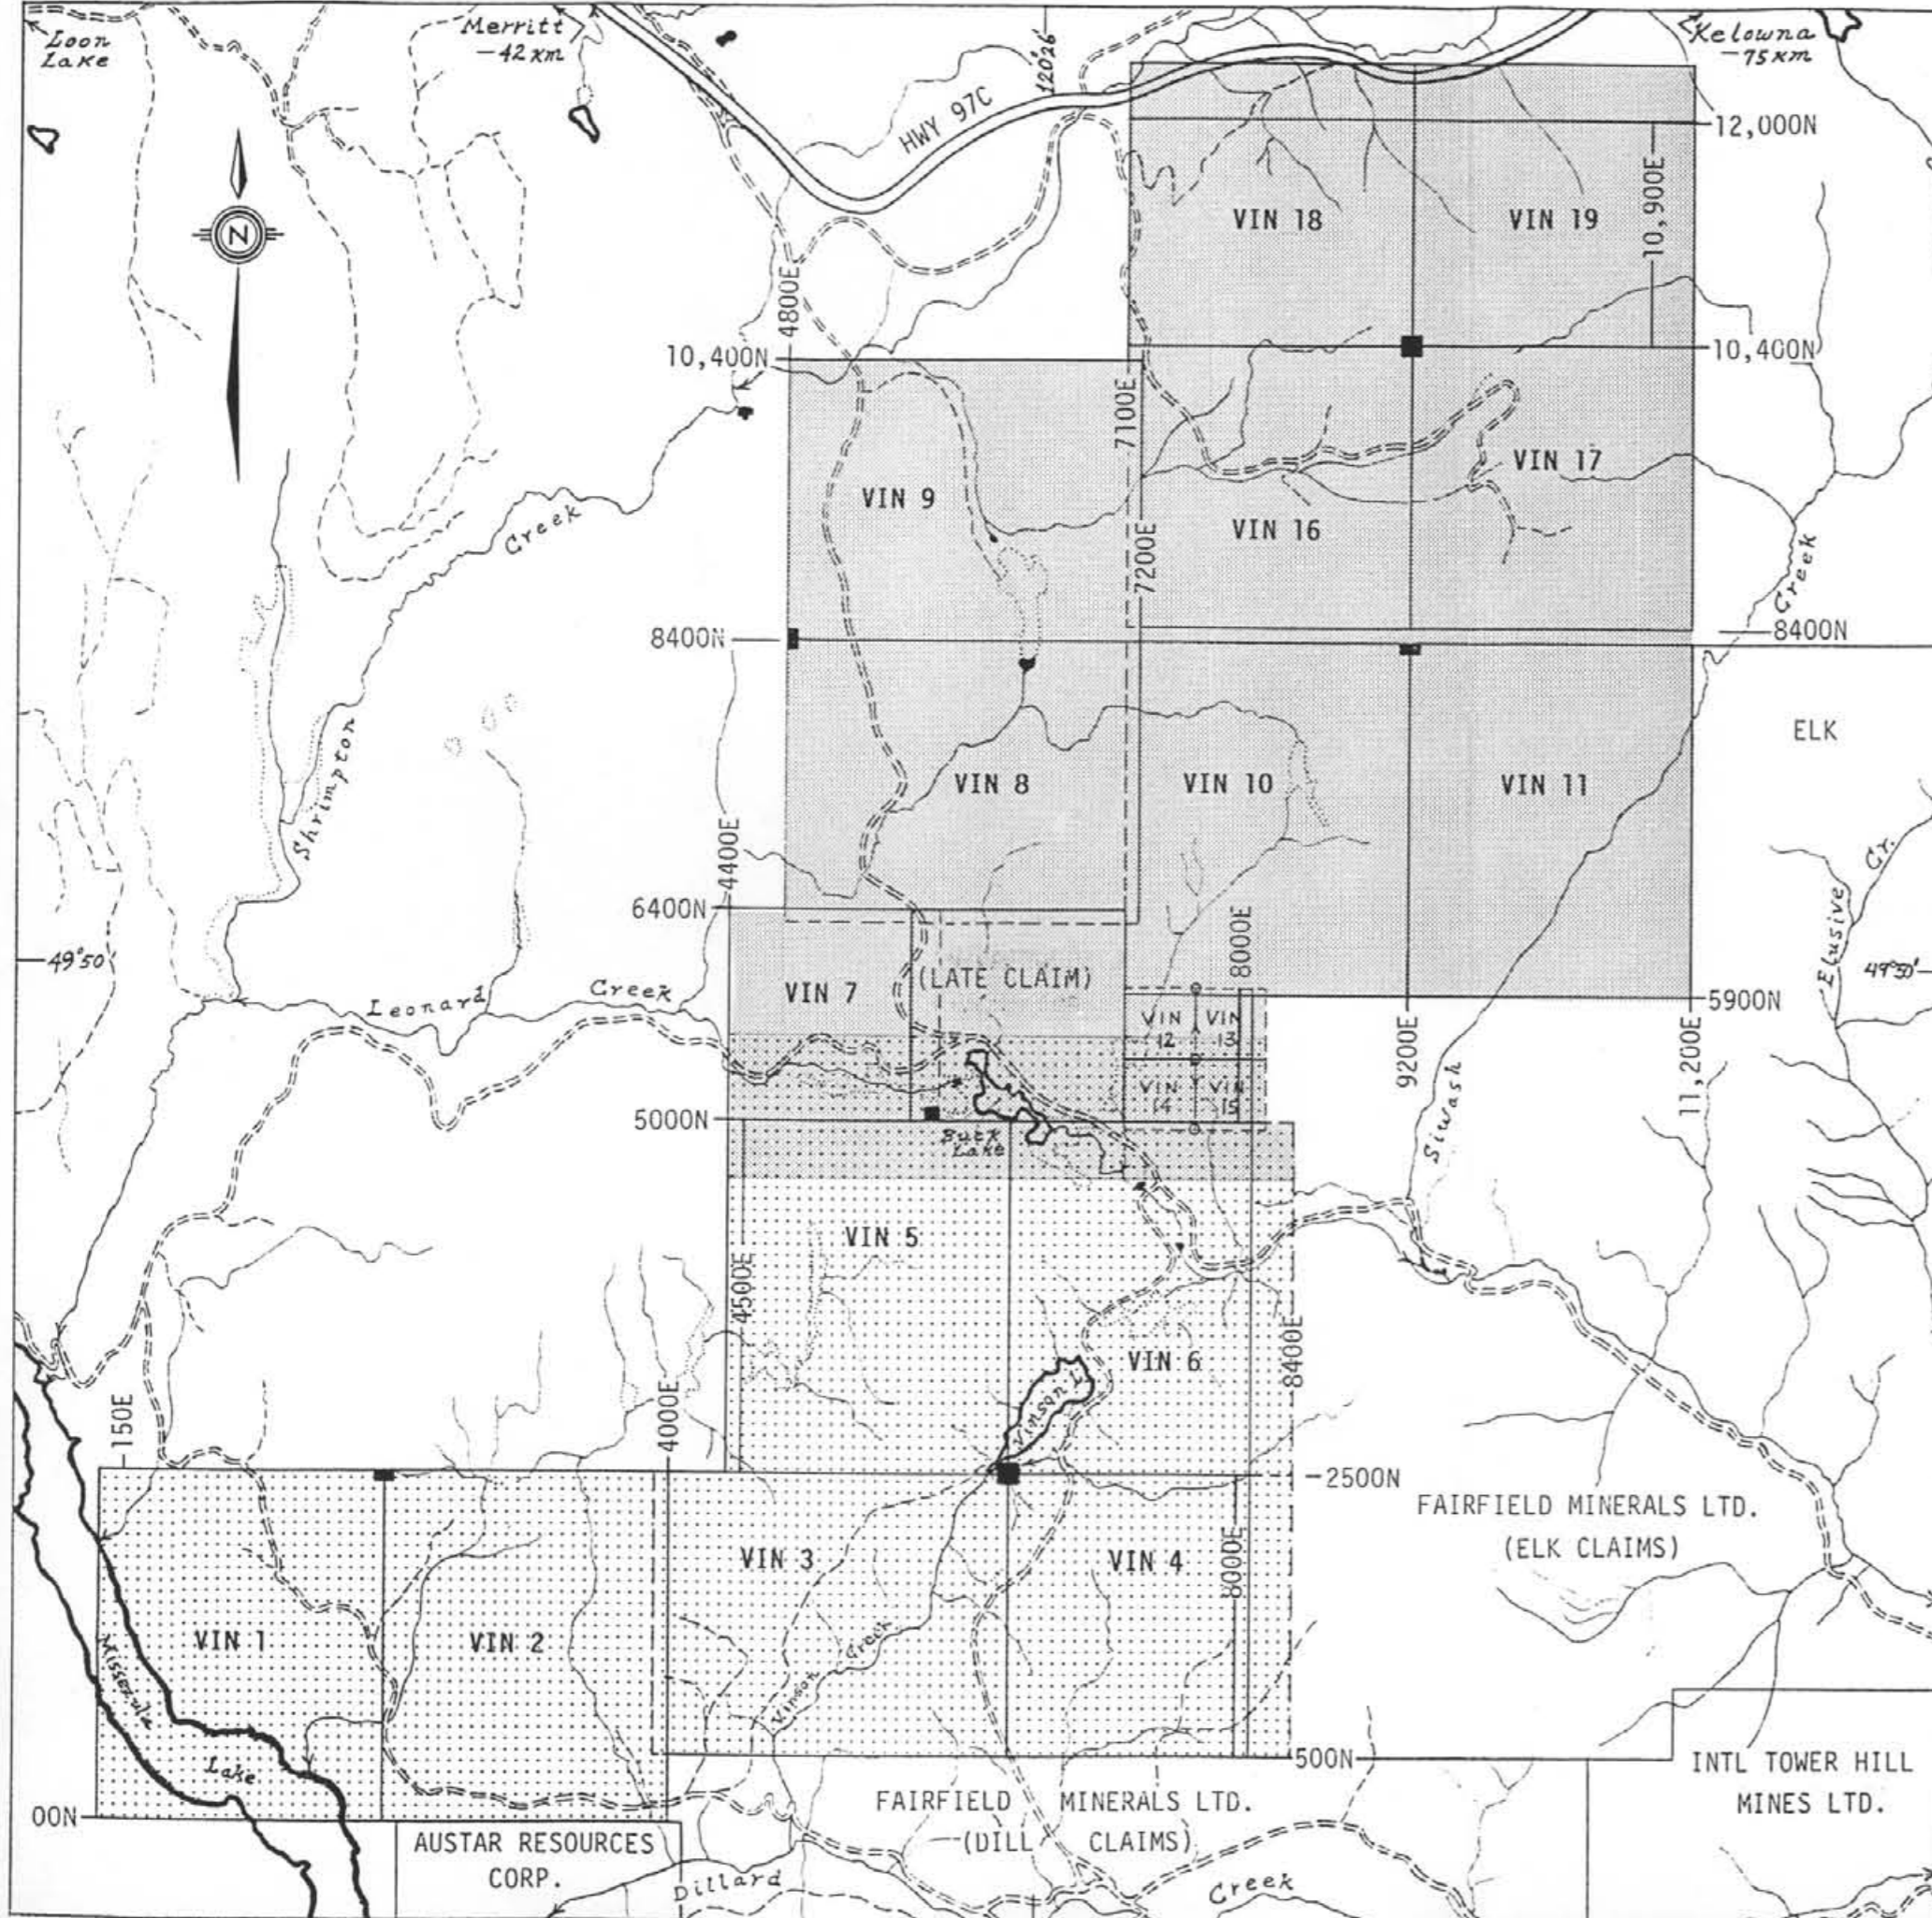 Loon
Lake
Merritt
-42 km
120°26'
HWY 97C
Kelowna
-75 km
12,000N
10,900E
VIN 18
VIN 19
N
4800E
10,400N
10,400N
7100E
VIN 9
VIN 17
VIN 16
Creek
7200E
Creek
8400N
8400N
ELK
Shrimpton
VIN 8
VIN 10
VIN 11
4400E
Cr.
6400N
8000E
Elusive
49°50'
49°50'
(LATE CLAIM)
VIN 7
Leonard
Creek
5900N
VIN
12
VIN
13
9200E
11,200E
Siwash
VIN
14
VIN
15
5000N
Buck
Lake
VIN 5
4500E
8400E
VIN 6
Vinson L.
150E
4000E
2500N
FAIRFIELD MINERALS LTD.
(ELK CLAIMS)
VIN 3
VIN 4
8000E
VIN 1
VIN 2
Vinson Creek
Missezula
Lake
500N
INTL TOWER HILL
MINES LTD.
00N
FAIRFIELD MINERALS LTD.
(DILL CLAIMS)
AUSTAR RESOURCES
CORP.
Dillard
Creek